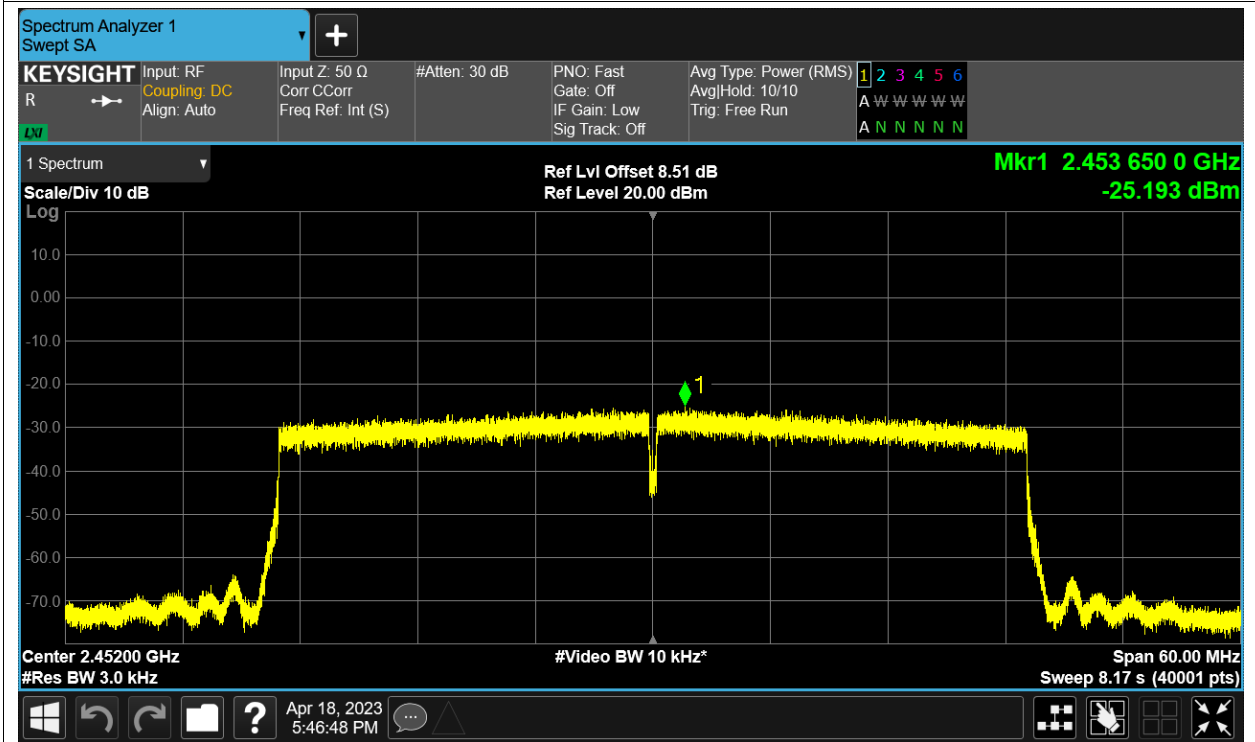 Spectrum Analyzer 1
Swept SA
KEYSIGHT
R
LXI
Input: RF
Coupling: DC
Align: Auto
Input Z: 50 Ω
Corr CCorr
Freq Ref: Int (S)
#Atten: 30 dB
PNO: Fast
Gate: Off
IF Gain: Low
Sig Track: Off
Avg Type: Power (RMS)
Avg|Hold: 10/10
Trig: Free Run
1 2 3 4 5 6
A W W W W W
A N N N N N
1 Spectrum
Scale/Div 10 dB
Log
Ref Lvl Offset 8.51 dB
Ref Level 20.00 dBm
Mkr1 2.453 650 0 GHz
-25.193 dBm
10.0
0.00
-10.0
-20.0
-30.0
-40.0
-50.0
-60.0
-70.0
1
Center 2.45200 GHz
#Res BW 3.0 kHz
#Video BW 10 kHz*
Span 60.00 MHz
Sweep 8.17 s (40001 pts)
?
Apr 18, 2023
5:46:48 PM